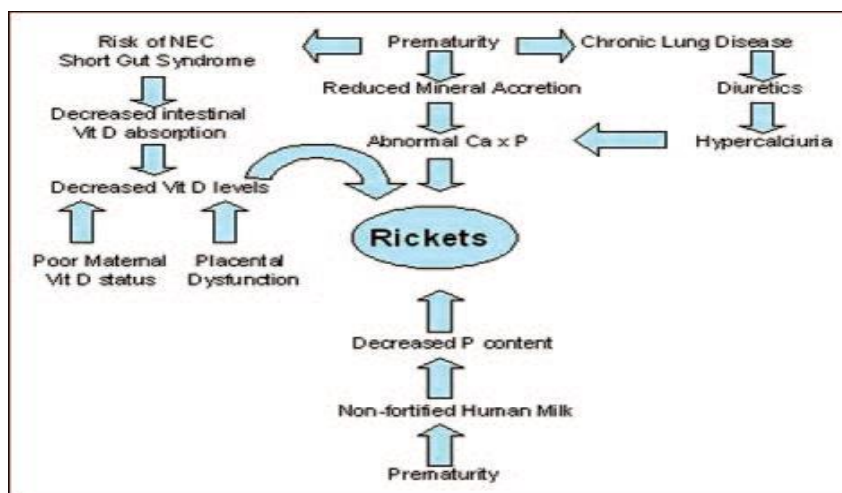 Risk of NEC
Short Gut Syndrome
Prematurity
Chronic Lung Disease
Reduced Mineral Accretion
Diuretics
Decreased intestinal
Vit D absorption
Abnormal Ca x P
Hypercalciuria
Decreased Vit D levels
Rickets
Poor Maternal
Vit D status
Placental
Dysfunction
Decreased P content
Non-fortified Human Milk
Prematurity